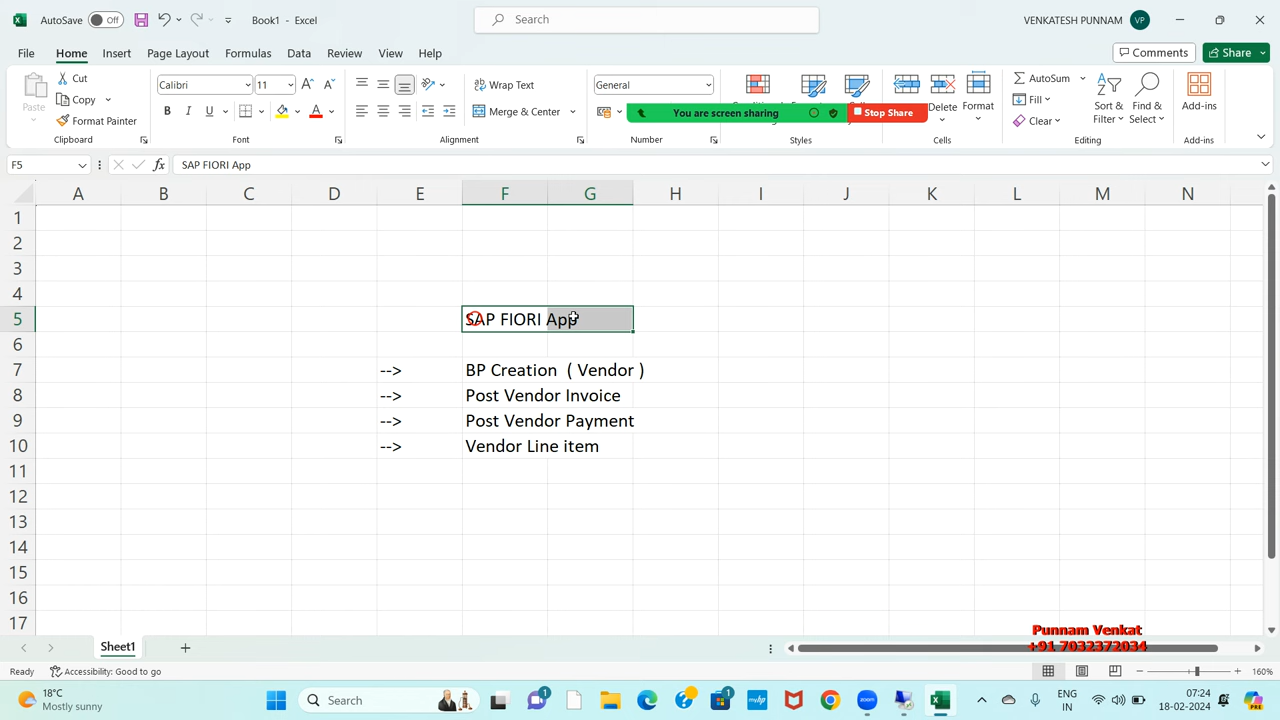 AutoSave Off Book1 - Excel Search VENKATESH PUNNAM VP
File Home Insert Page Layout Formulas Data Review View Help Comments Share
Paste Cut Copy Format Painter Clipboard
Calibri 11 B I U Font
Wrap Text Merge & Center Alignment
General Number
You are screen sharing Stop Share
Styles
Delete Format Cells
AutoSum Fill Clear Sort & Filter Find & Select Editing
Add-ins Add-ins
F5 fx SAP FIORI App
A B C D E F G H I J K L M N
1
2
3
4
5 SAP FIORI App
6
7 --> BP Creation ( Vendor )
8 --> Post Vendor Invoice
9 --> Post Vendor Payment
10 --> Vendor Line item
11
12
13
14
15
16
17
Punnam Venkat
+91 7032372034
Sheet1
Ready Accessibility: Good to go 160%
18°C
Mostly sunny
Search
ENG
IN
07:24
18-02-2024